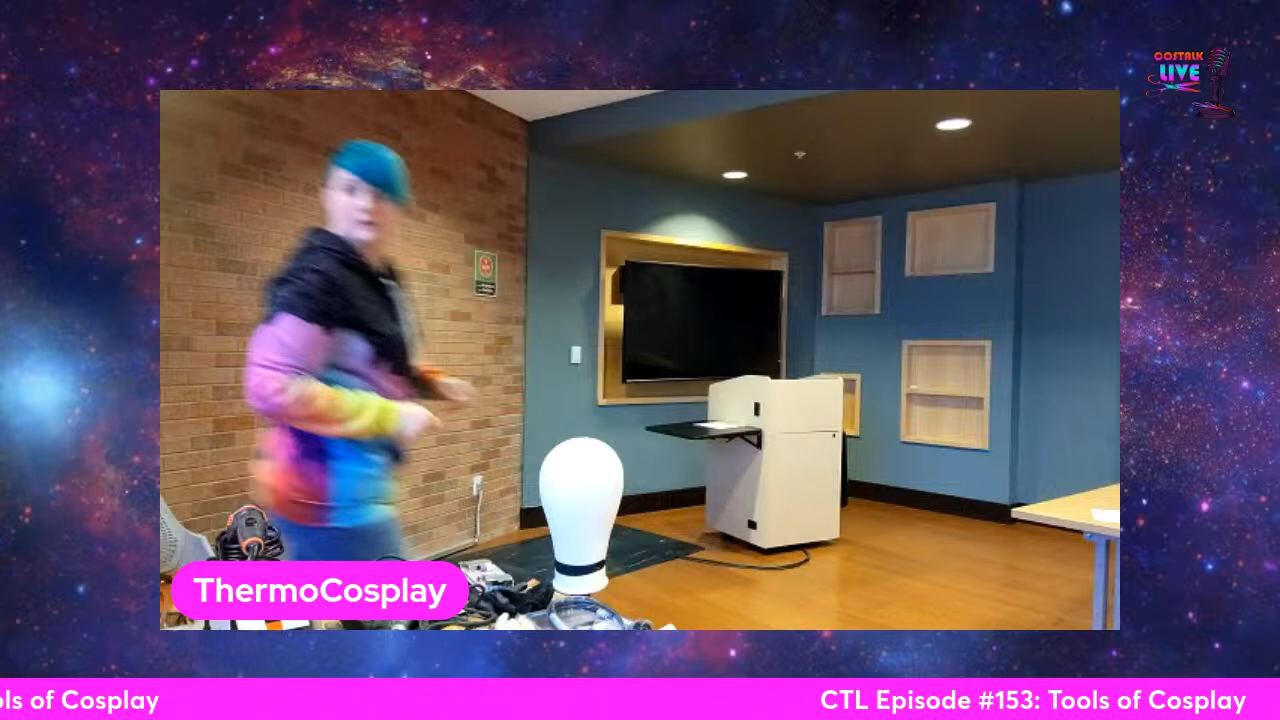 COSTALK
LIVE
ThermoCosplay
ols of Cosplay
CTL Episode #153: Tools of Cosplay